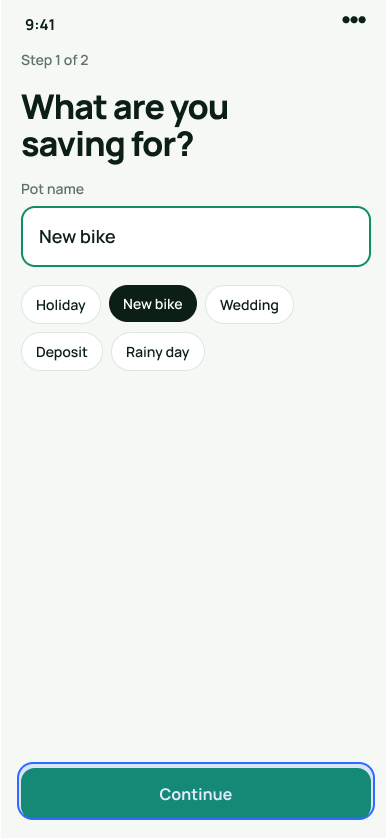 9:41
Step 1 of 2
What are you
saving for?
Pot name
New bike
Holiday New bike Wedding
Deposit Rainy day
Continue